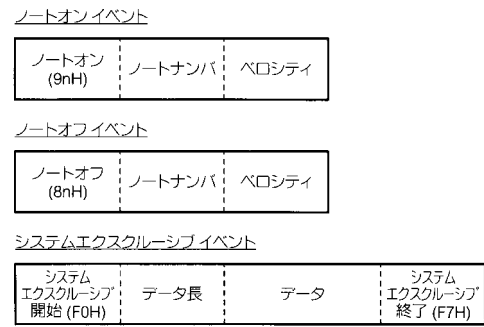 ノートオンイベント
ノートオン
(9nH)
ノートナンバ
ベロシティ
ノートオフイベント
ノートオフ
(8nH)
ノートナンバ
ベロシティ
システムエクスクルーシブイベント
システム
エクスクルーシブ
開始(F0H)
データ長
データ
システム
エクスクルーシブ
終了(F7H)